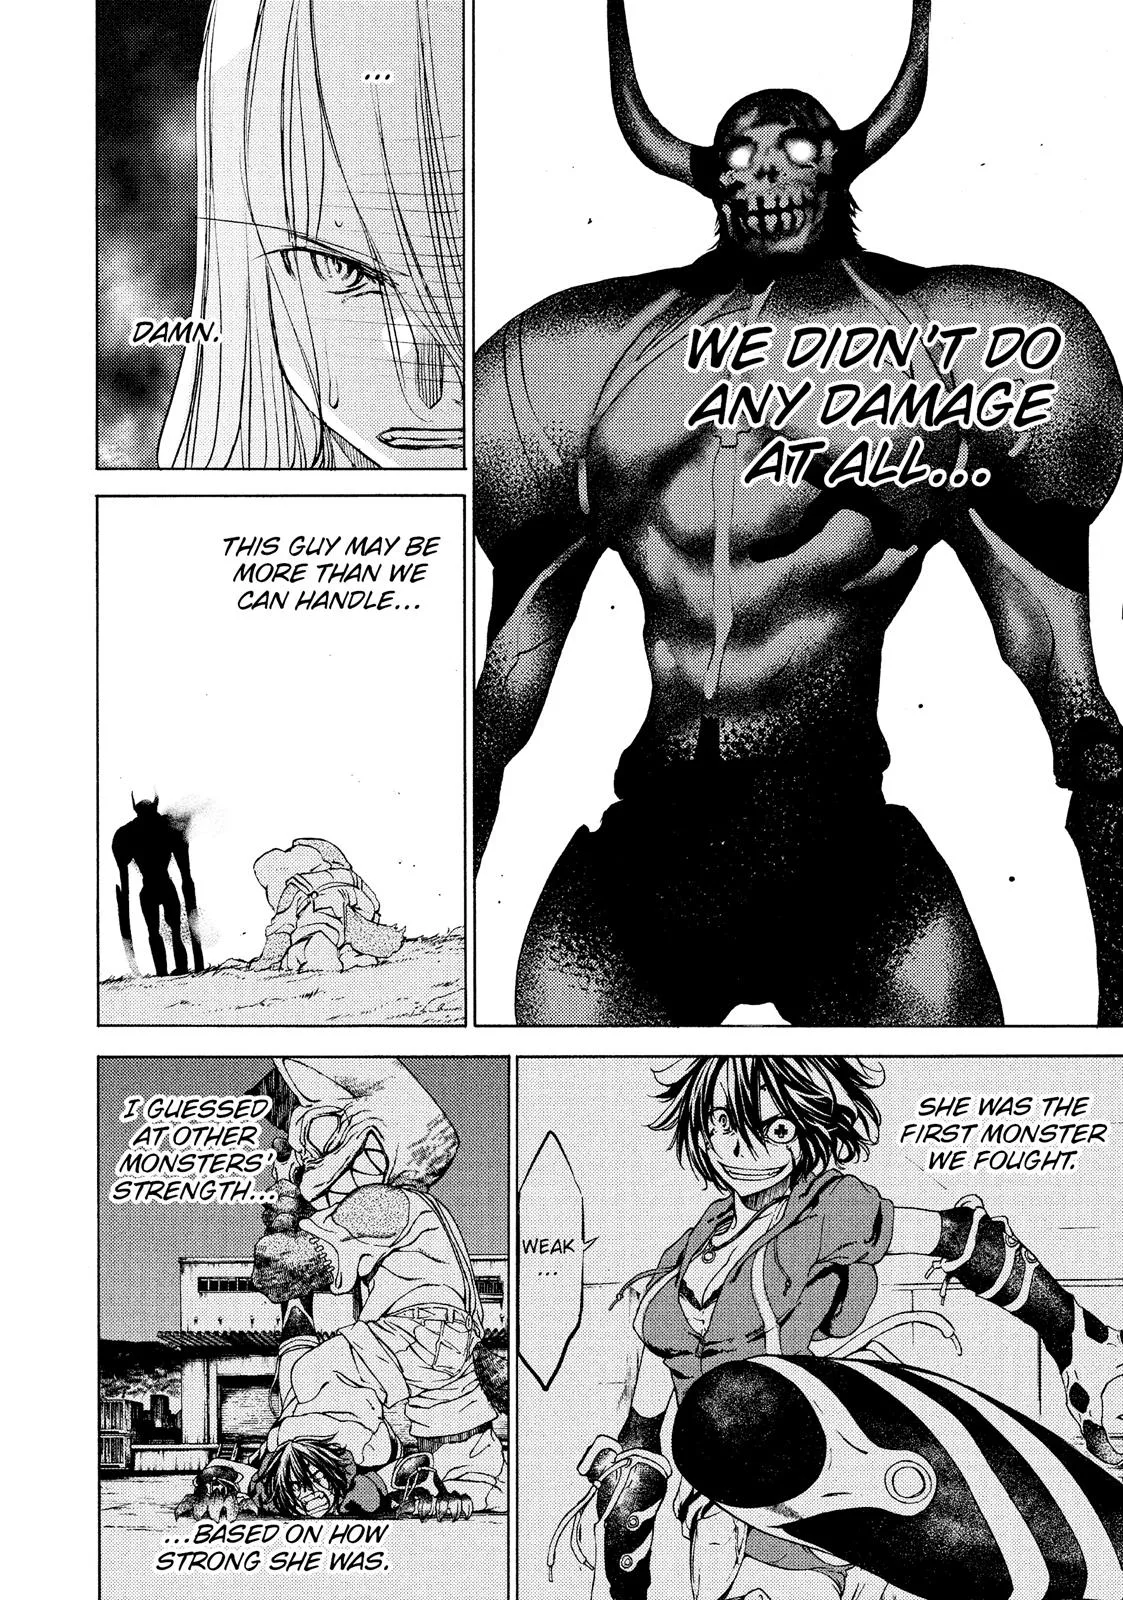 WE DIDN'T DO
ANY DAMAGE
AT ALL...
...
DAMN.
THIS GUY MAY BE
MORE THAN WE
CAN HANDLE...
SHE WAS THE
FIRST MONSTER
WE FOUGHT.
WEAK
...
I GUESSED
AT OTHER
MONSTERS'
STRENGTH...
...BASED ON HOW
STRONG SHE WAS.